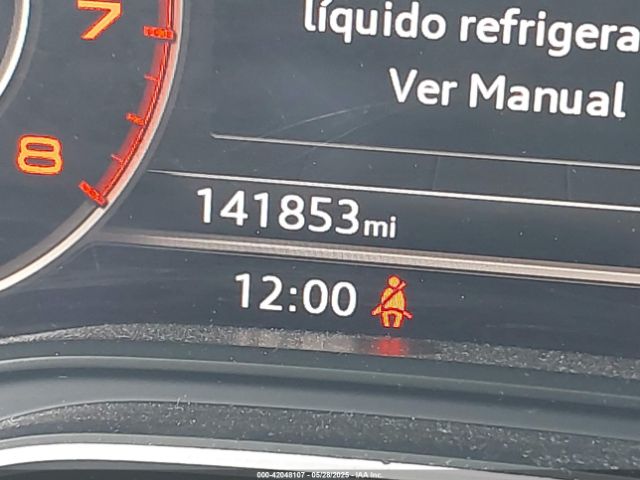 7
líquido refrigera
Ver Manual
8
141853mi
12:00
000-42048107 - 05/28/2025 - IAA Inc.